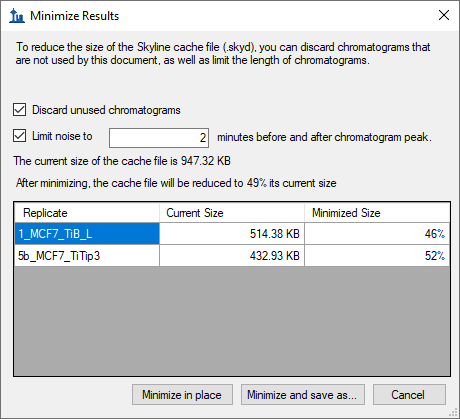 Minimize Results
To reduce the size of the Skyline cache file (.skyd), you can discard chromatograms that
are not used by this document, as well as limit the length of chromatograms.
Discard unused chromatograms
Limit noise to 2 minutes before and after chromatogram peak.
The current size of the cache file is 947.32 KB
After minimizing, the cache file will be reduced to 49% its current size
Replicate Current Size Minimized Size
1_MCF7_TiB_L 514.38 KB 46%
5b_MCF7_TiTip3 432.93 KB 52%
Minimize in place Minimize and save as... Cancel